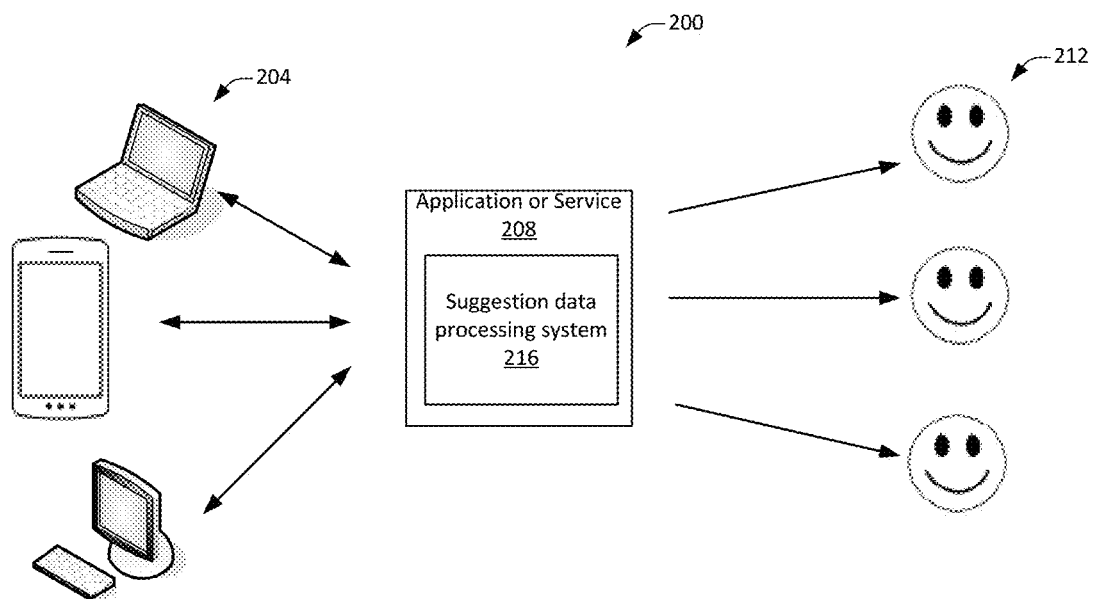 200
212
204
Application or Service
208
Suggestion data
processing system
216